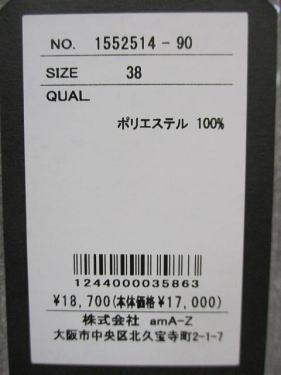 NO. 1552514-90
SIZE 38
QUAL
ポリエステル 100%
1244000035863
¥18,700(本体価格¥17,000)
株式会社 amA-Z
大阪市中央区北久宝寺町2-1-7